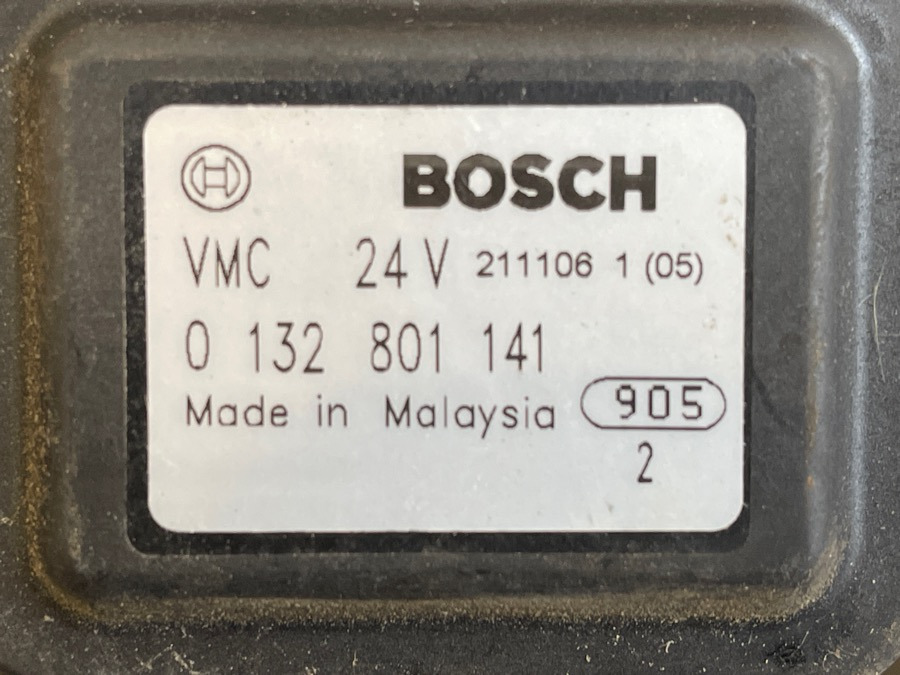 BOSCH
VMC 24 V 211106 1 (05)
0 132 801 141
Made in Malaysia 905
2